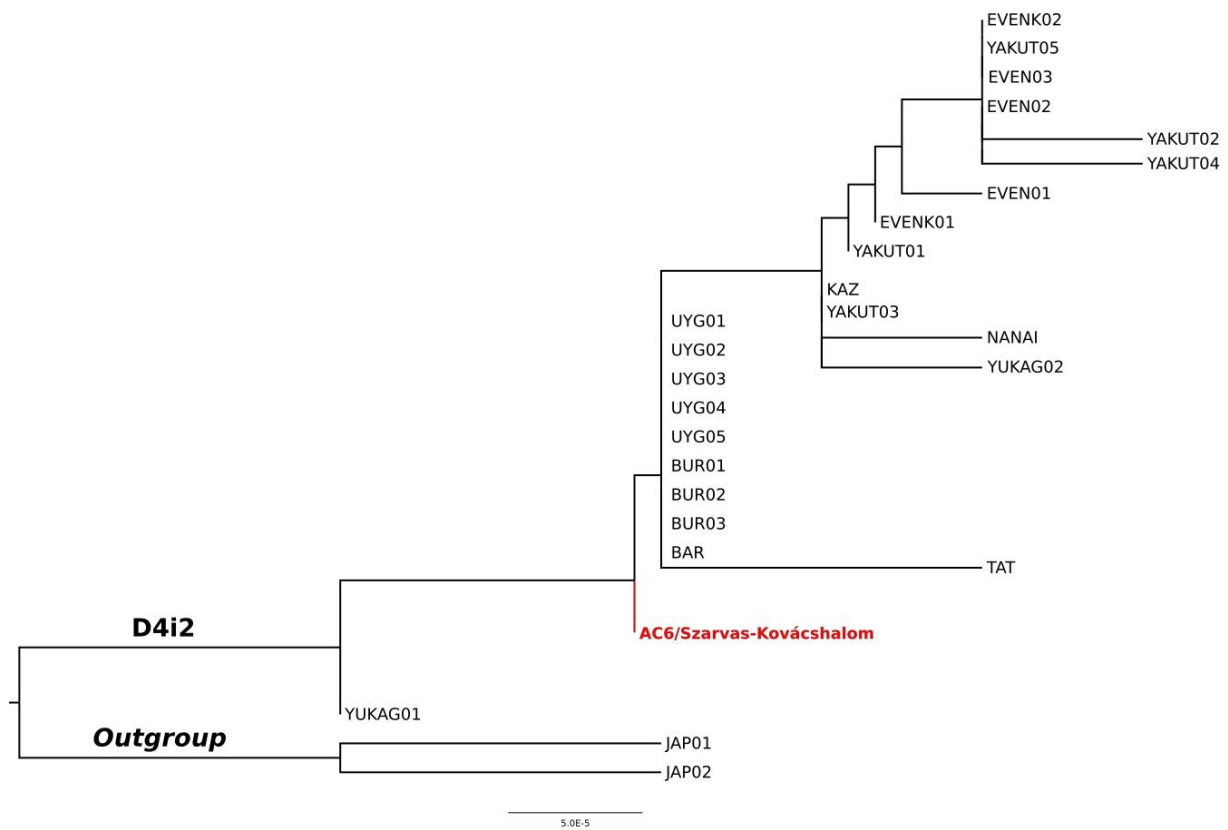 EVENK02
YAKUT05
EVEN03
EVEN02
YAKUT02
YAKUT04
EVEN01
EVENK01
YAKUT01
KAZ
YAKUT03
UYG01
NANAI
UYG02
YUKAG02
UYG03
UYG04
UYG05
BUR01
BUR02
BUR03
BAR
TAT
D4i2
AC6/Szarvas-Kovácshalom
YUKAG01
Outgroup
JAP01
JAP02
5.0E-5